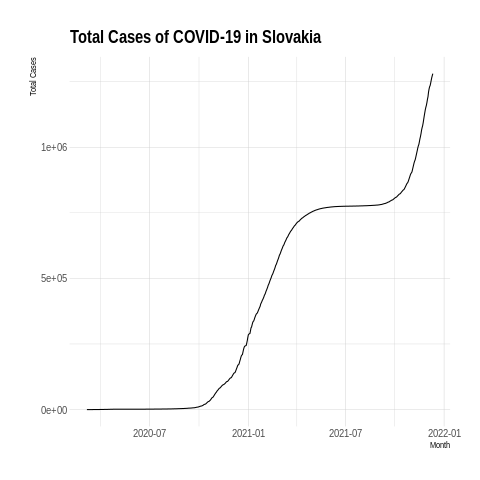 Total Cases of COVID-19 in Slovakia
Total Cases
1e+06
5e+05
0e+00
2020-07 2021-01 2021-07 2022-01
Month